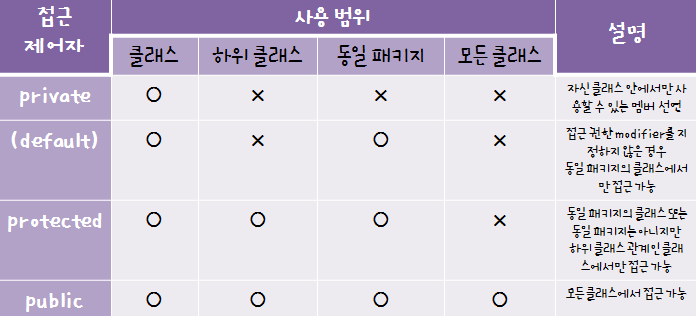 접근
제어자
사용 범위
설명
클래스 하위 클래스 동일 패키지 모든 클래스
private O × × × 자신 클래스 안에서만 사
용할 수 있는 멤버 선언
(default) O × O × 접근 권한 modifier를 지
정하지 않은 경우
동일 패키지의 클래스에서
만 접근 가능
protected O O O × 동일 패키지의 클래스 또는
동일 패키지는 아니지만
하위 클래스 관계인 클래
스에서만 접근 가능
public O O O O 모든클래스에서 접근 가능